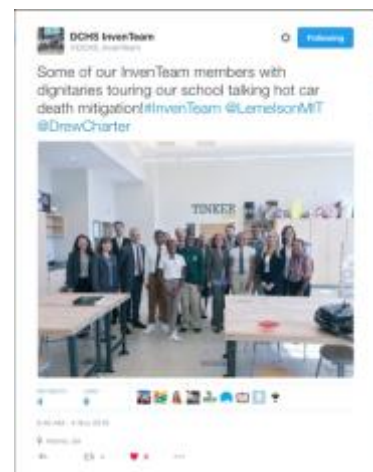 DCHS InvenTeam
Following
Some of our InvenTeam members with
dignitaries touring our school talking hot car
death mitigation!#InvenTeam @LemelsonMIT
@DrewCharter
TINKER